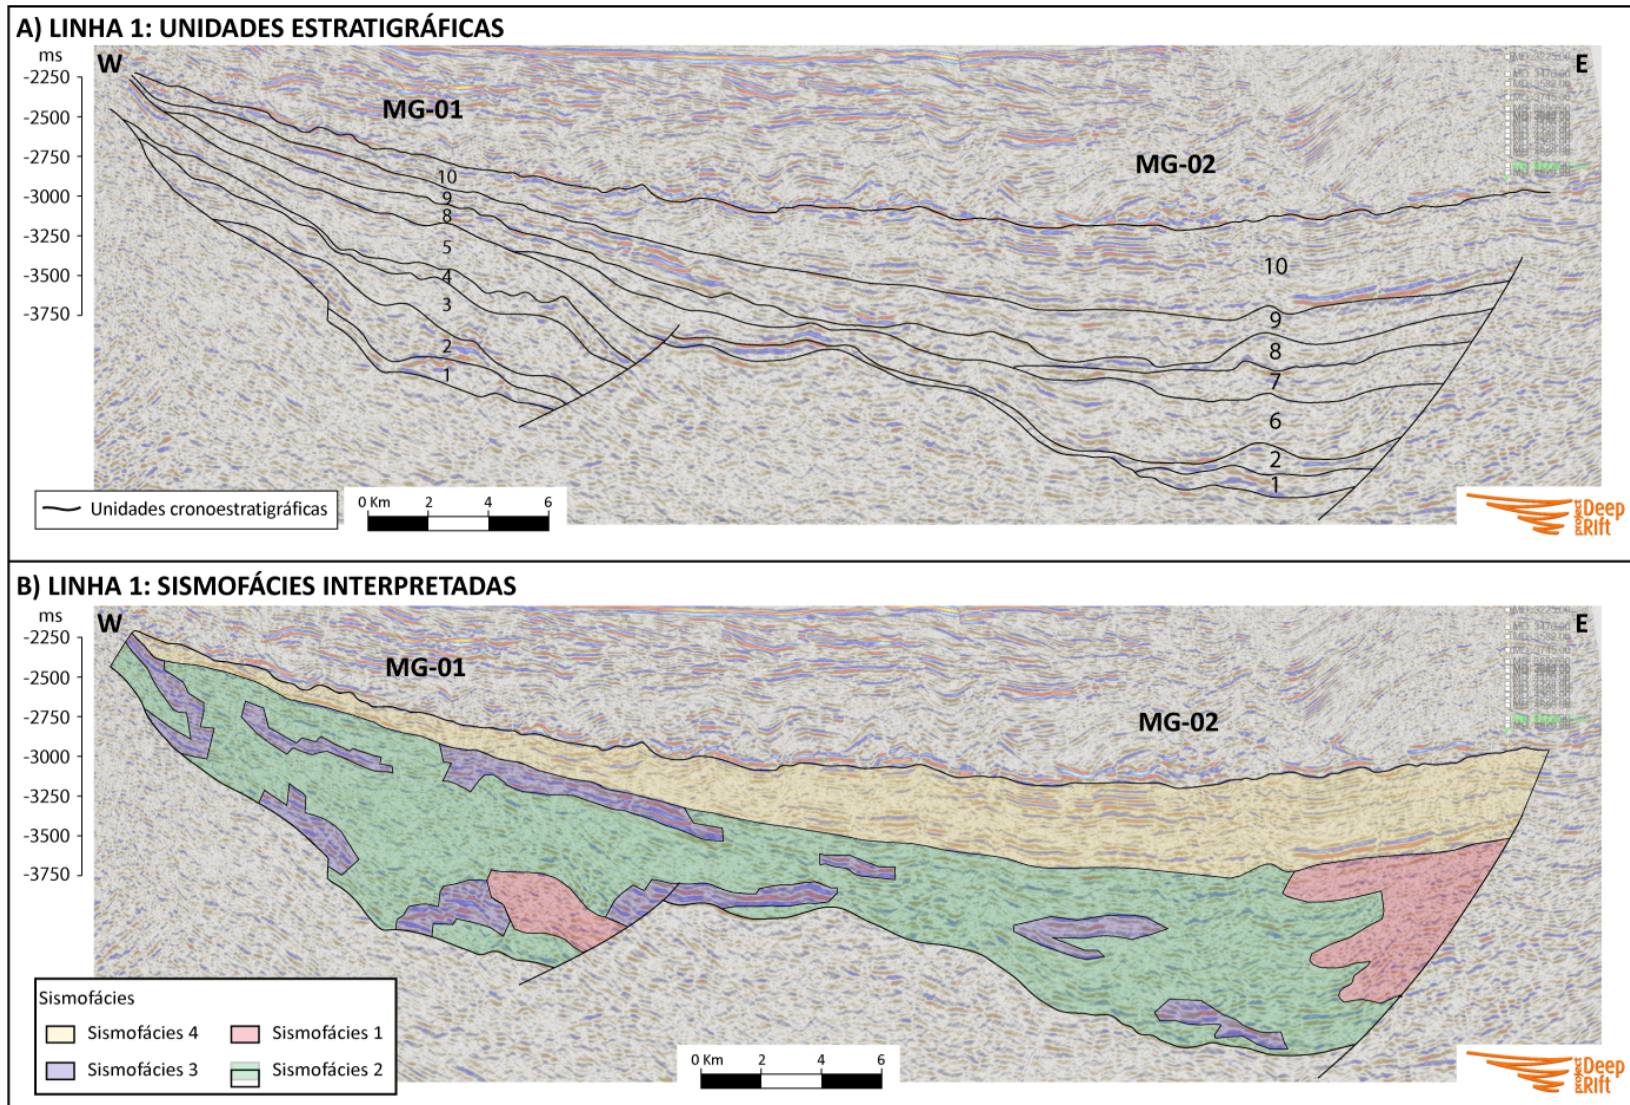 A) LINHA 1: UNIDADES ESTRATIGRÁFICAS
ms
W
E
-2250
MG-01
-2500
MG-02
-2750
-3000
-3250
-3500
-3750
10
9
8
5
4
3
2
1
10
9
8
7
6
2
1
Unidades cronoestratigráficas
0 Km 2 4 6
project Deep RIft
B) LINHA 1: SISMOFÁCIES INTERPRETADAS
ms
W
E
-2250
MG-01
-2500
MG-02
-2750
-3000
-3250
-3500
-3750
Sismofácies
Sismofácies 4
Sismofácies 1
Sismofácies 3
Sismofácies 2
0 Km 2 4 6
project Deep RIft